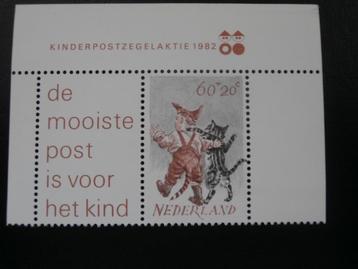 KINDERPOSTZEGELAKTIE 1982
de
mooiste
post
is voor
het kind
60+20c
NEDERLAND